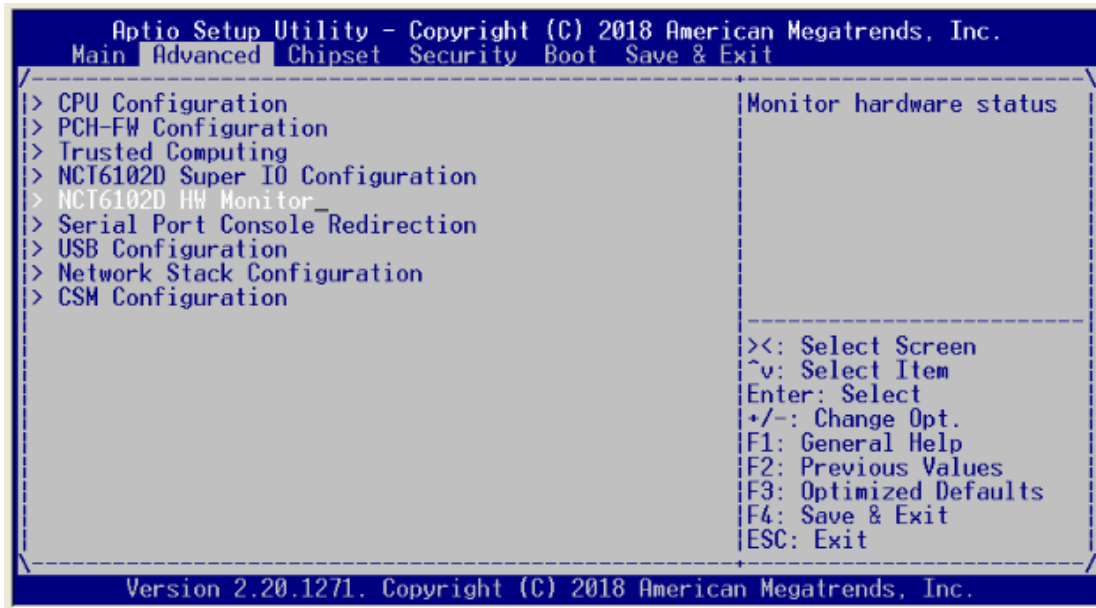 Aptio Setup Utility - Copyright (C) 2018 American Megatrends, Inc.
Main Advanced Chipset Security Boot Save & Exit
> CPU Configuration
> PCH-FW Configuration
> Trusted Computing
> NCT6102D Super IO Configuration
> NCT6102D HW Monitor_
> Serial Port Console Redirection
> USB Configuration
> Network Stack Configuration
> CSM Configuration
Monitor hardware status
><: Select Screen
^v: Select Item
Enter: Select
+/-: Change Opt.
F1: General Help
F2: Previous Values
F3: Optimized Defaults
F4: Save & Exit
ESC: Exit
Version 2.20.1271. Copyright (C) 2018 American Megatrends, Inc.